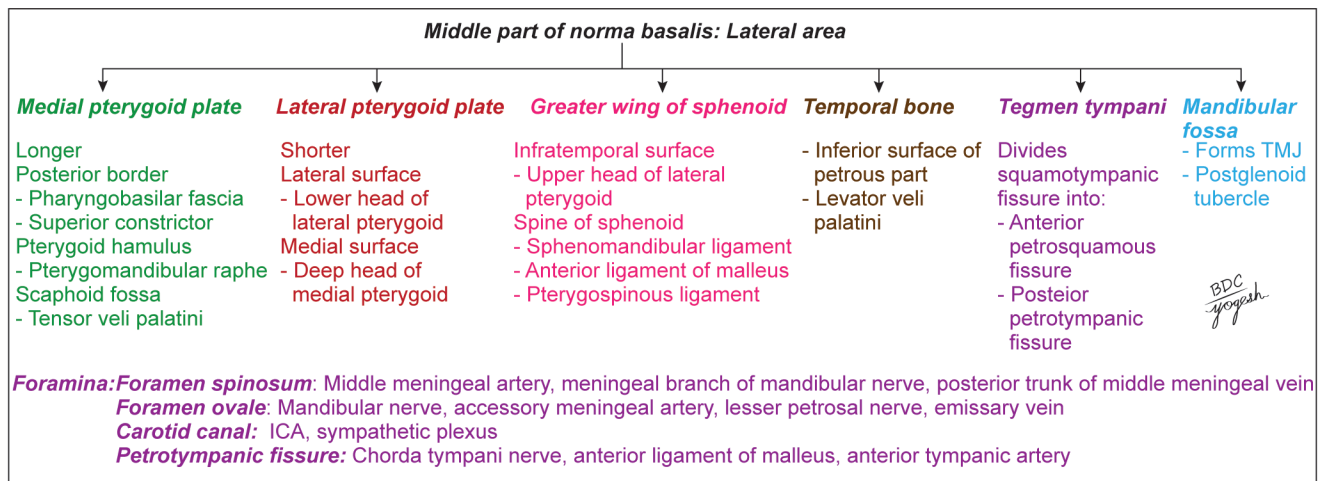 Middle part of norma basalis: Lateral area
Medial pterygoid plate
Longer
Posterior border
- Pharyngobasilar fascia
- Superior constrictor
Pterygoid hamulus
- Pterygomandibular raphe
Scaphoid fossa
- Tensor veli palatini
Lateral pterygoid plate
Shorter
Lateral surface
- Lower head of
lateral pterygoid
Medial surface
- Deep head of
medial pterygoid
Greater wing of sphenoid
Infratemporal surface
- Upper head of lateral
pterygoid
Spine of sphenoid
- Sphenomandibular ligament
- Anterior ligament of malleus
- Pterygospinous ligament
Temporal bone
- Inferior surface of
petrous part
- Levator veli
palatini
Tegmen tympani
Divides
squamotympanic
fissure into:
- Anterior
petrosquamous
fissure
- Posteior
petrotympanic
fissure
Mandibular
fossa
- Forms TMJ
- Postglenoid
tubercle
BDC
yogesh
Foramina:Foramen spinosum: Middle meningeal artery, meningeal branch of mandibular nerve, posterior trunk of middle meningeal vein
Foramen ovale: Mandibular nerve, accessory meningeal artery, lesser petrosal nerve, emissary vein
Carotid canal: ICA, sympathetic plexus
Petrotympanic fissure: Chorda tympani nerve, anterior ligament of malleus, anterior tympanic artery